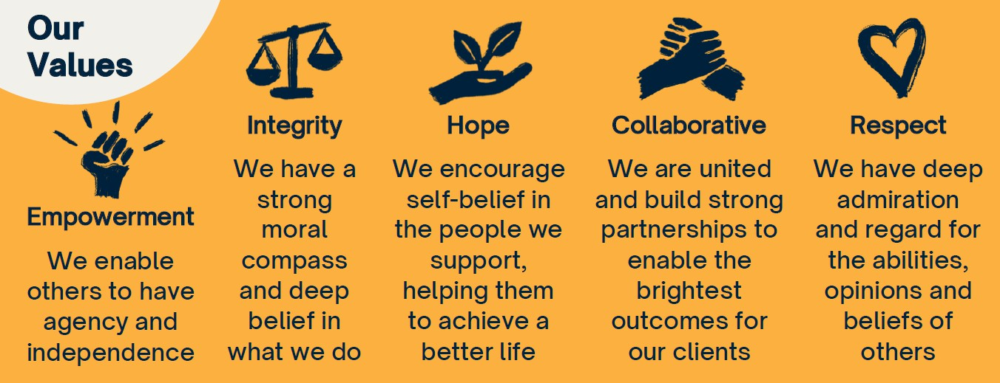 Our
Values
Empowerment
We enable
others to have
agency and
independence
Integrity
We have a
strong
moral
compass
and deep
belief in
what we do
Hope
We encourage
self-belief in
the people we
support,
helping them
to achieve a
better life
Collaborative
We are united
and build strong
partnerships to
enable the
brightest
outcomes for
our clients
Respect
We have deep
admiration
and regard for
the abilities,
opinions and
beliefs of
others